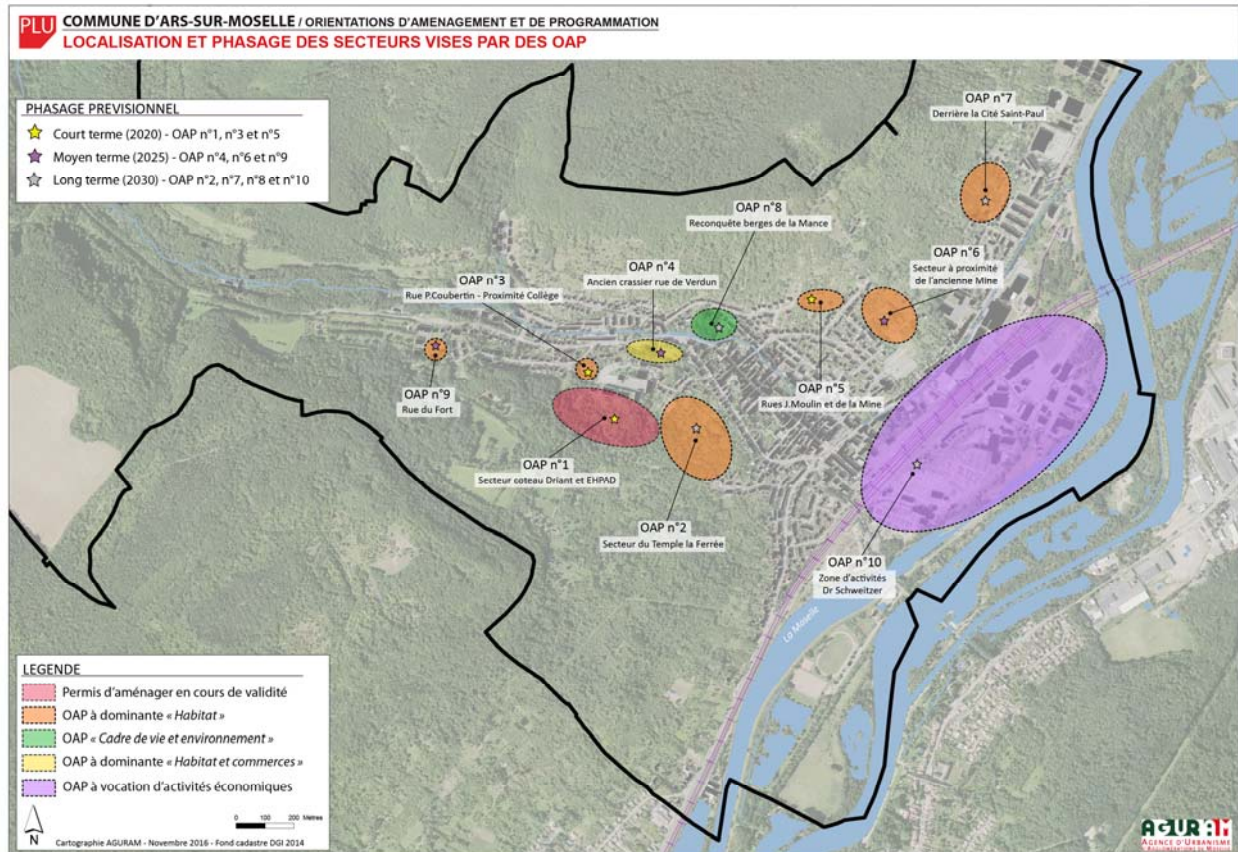 PLU
COMMUNE D'ARS-SUR-MOSELLE / ORIENTATIONS D'AMENAGEMENT ET DE PROGRAMMATION
LOCALISATION ET PHASAGE DES SECTEURS VISES PAR DES OAP
PHASAGE PREVISIONNEL
Court terme (2020) - OAP n°1, n°3 et n°5
Moyen terme (2025) - OAP n°4, n°6 et n°9
Long terme (2030) - OAP n°2, n°7, n°8 et n°10
OAP n°7
Derrière la Cité Saint-Paul
OAP n°8
Reconquête berges de la Mance
OAP n°6
Secteur à proximité
de l'ancienne Mine
OAP n°4
Ancien crassier rue de Verdun
OAP n°3
Rue P.Coubertin - Proximité Collège
OAP n°9
Rue du Fort
OAP n°5
Rues J.Moulin et de la Mine
OAP n°1
Secteur coteau Driant et EHPAD
OAP n°2
Secteur du Temple la Ferrée
OAP n°10
Zone d'activités
Dr Schweitzer
La Moselle
LEGENDE
Permis d'aménager en cours de validité
OAP à dominante « Habitat »
OAP « Cadre de vie et environnement »
OAP à dominante « Habitat et commerces »
OAP à vocation d'activités économiques
N
0 100 200 Mètres
Cartographie AGURAM - Novembre 2016 - Fond cadastre DGI 2014
AGURAM
AGENCE D'URBANISME
D'AGGLOMÉRATIONS DE MOSELLE